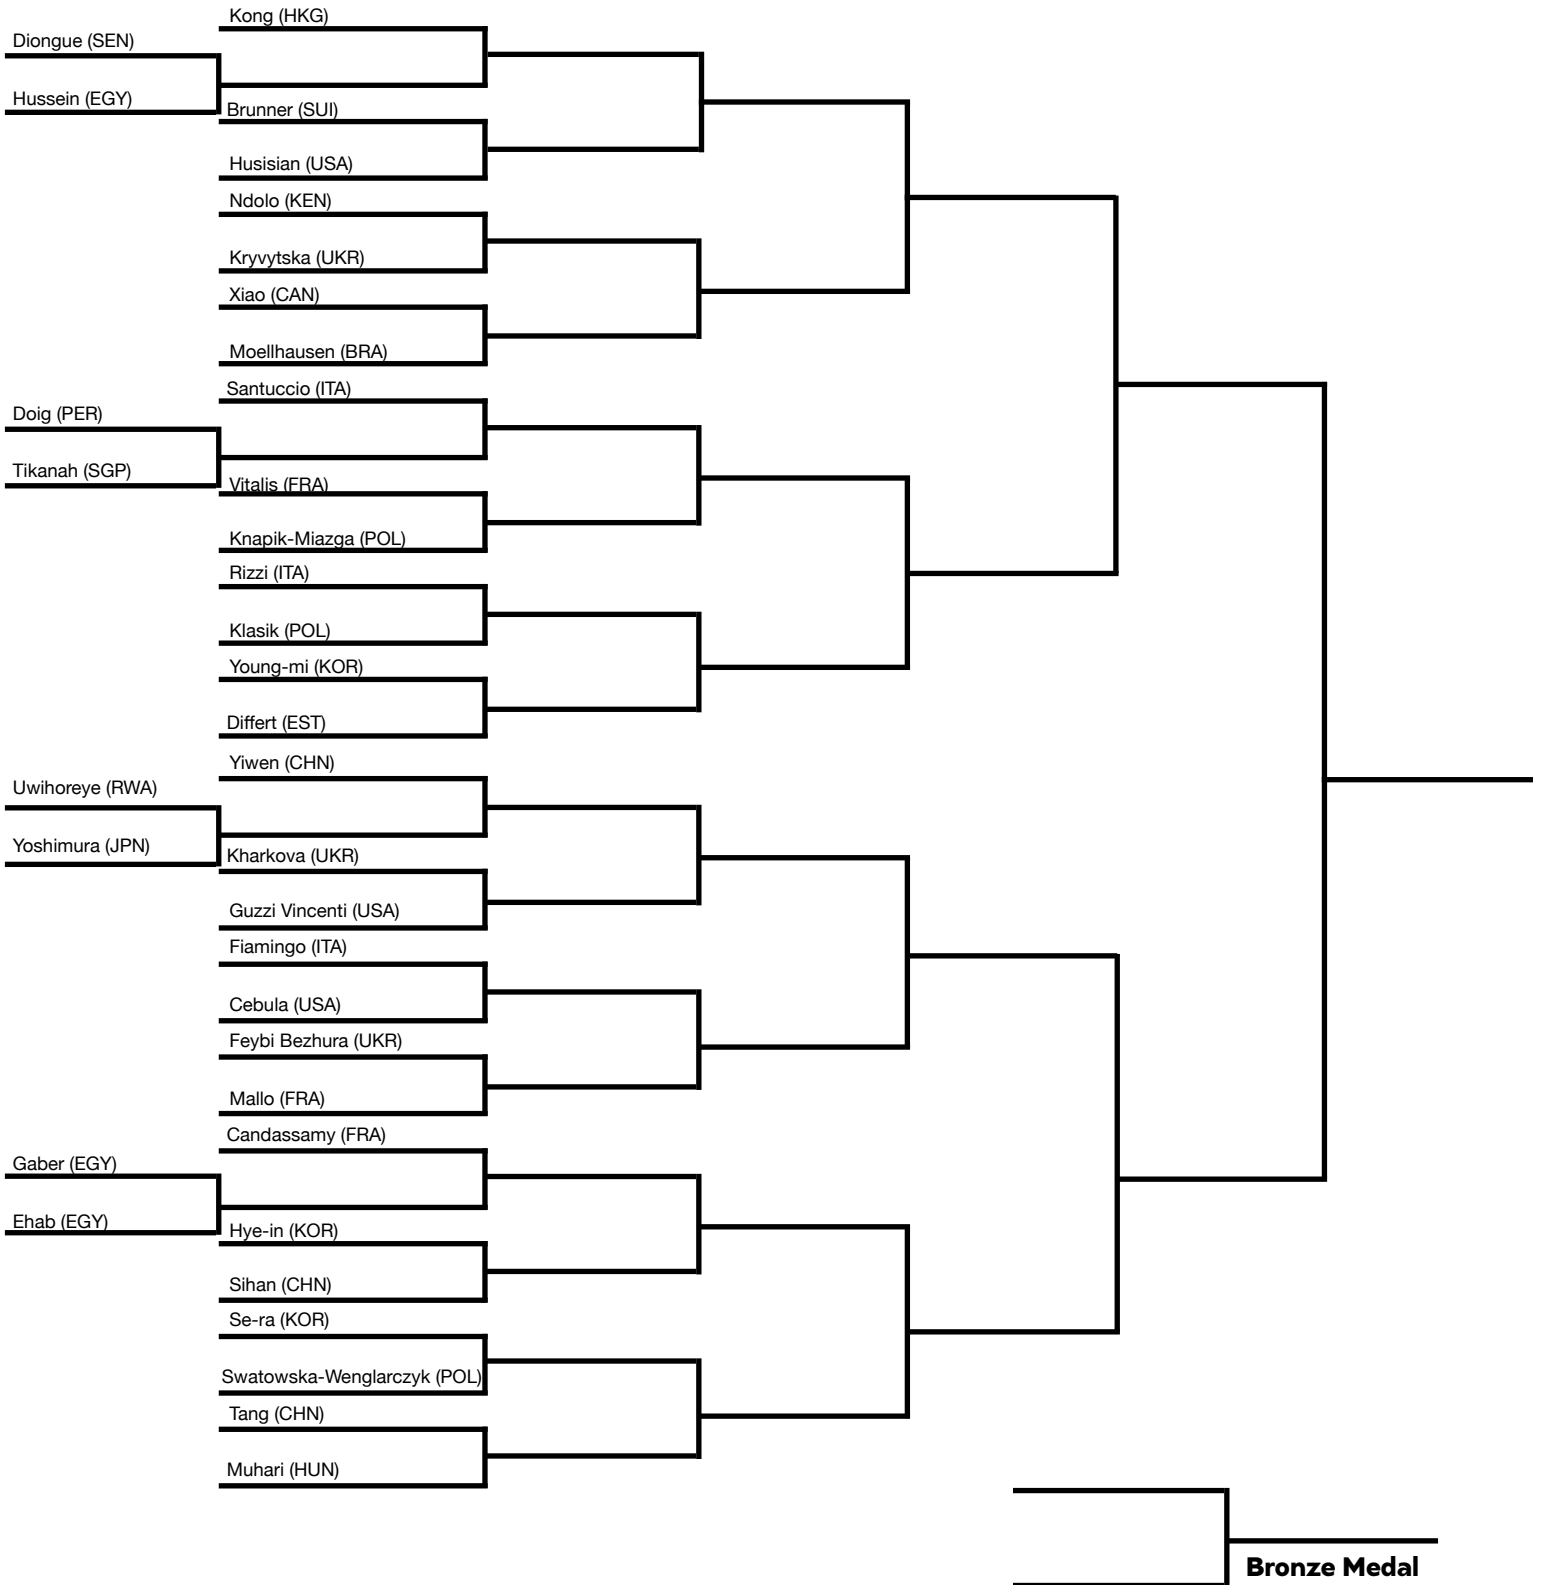 Kong (HKG)
Diongue (SEN)
Hussein (EGY)
Brunner (SUI)
Husisian (USA)
Ndolo (KEN)
Kryvytska (UKR)
Xiao (CAN)
Moellhausen (BRA)
Santuccio (ITA)
Doig (PER)
Tikanah (SGP)
Vitalis (FRA)
Knapik-Miazga (POL)
Rizzi (ITA)
Klasik (POL)
Young-mi (KOR)
Differt (EST)
Yiwen (CHN)
Uwihoreye (RWA)
Yoshimura (JPN)
Kharkova (UKR)
Guzzi Vincenti (USA)
Fiamingo (ITA)
Cebula (USA)
Feybi Bezhura (UKR)
Mallo (FRA)
Candassamy (FRA)
Gaber (EGY)
Ehab (EGY)
Hye-in (KOR)
Sihan (CHN)
Se-ra (KOR)
Swatowska-Wenglarczyk (POL)
Tang (CHN)
Muhari (HUN)
Bronze Medal